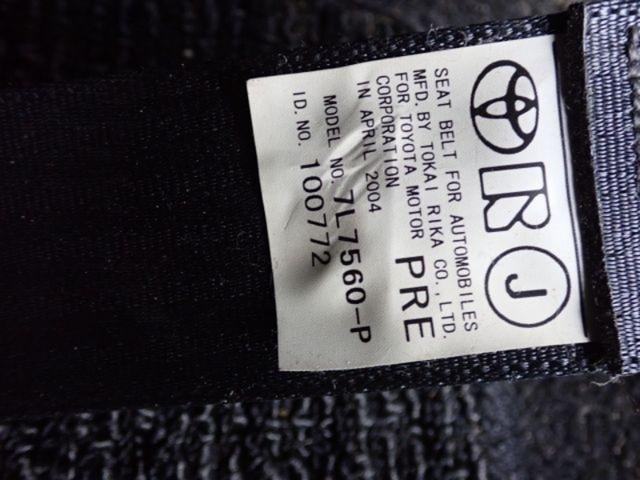 R J
SEAT BELT FOR AUTOMOBILES
MFD. BY TOKAI RIKA CO., LTD.
FOR TOYOTA MOTOR PRE
CORPORATION
IN APRIL 2004
MODEL NO. 7L7560-P
ID. NO. 100772